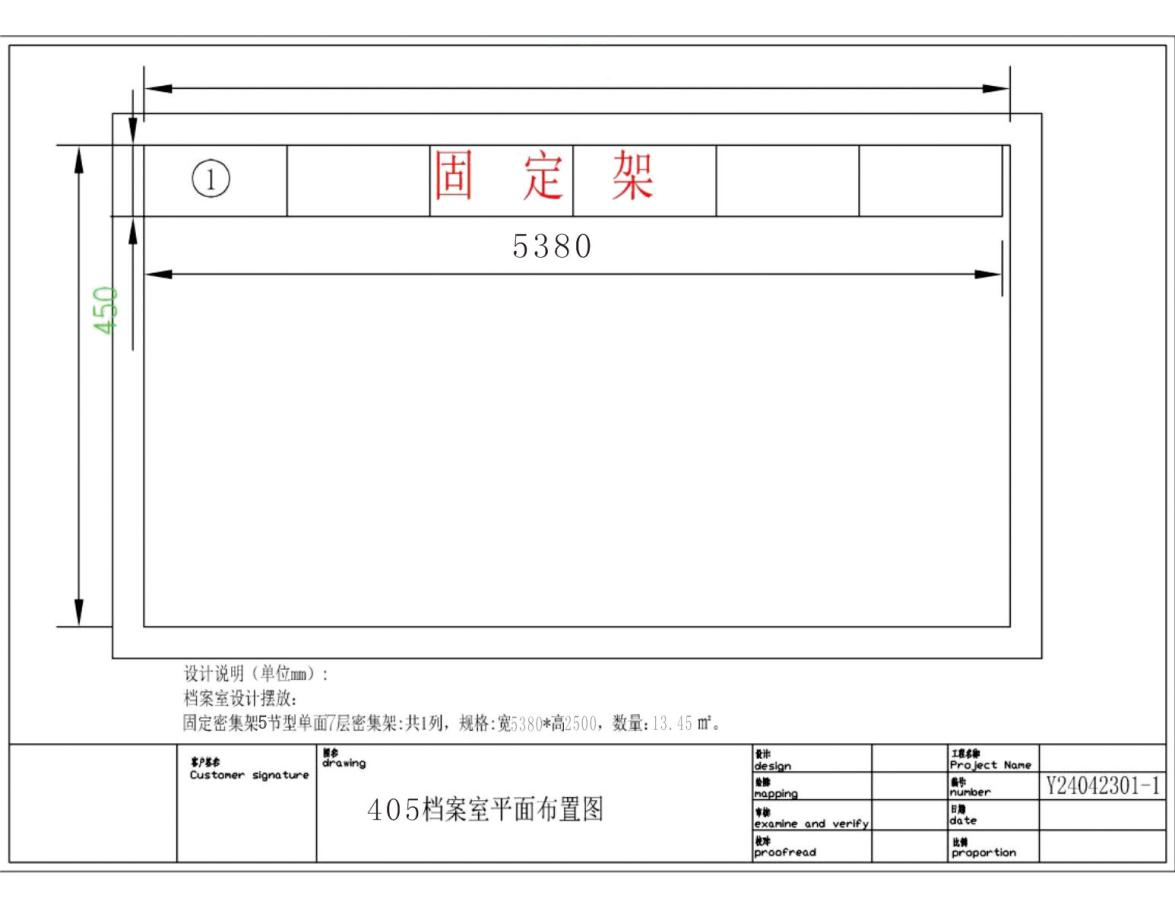 ① 固 定 架
5380
450
设计说明（单位mm）:
档案室设计摆放:
固定密集架5节型单面7层密集架:共1列, 规格:宽5380*高2500, 数量:13.45 ㎡。
客户签名
Customer signature
图名
drawing
405档案室平面布置图
设计
design
绘图
mapping
审核
examine and verify
校对
proofread
工程名称
Project Name
编号
number
Y24042301-1
日期
date
比例
proportion